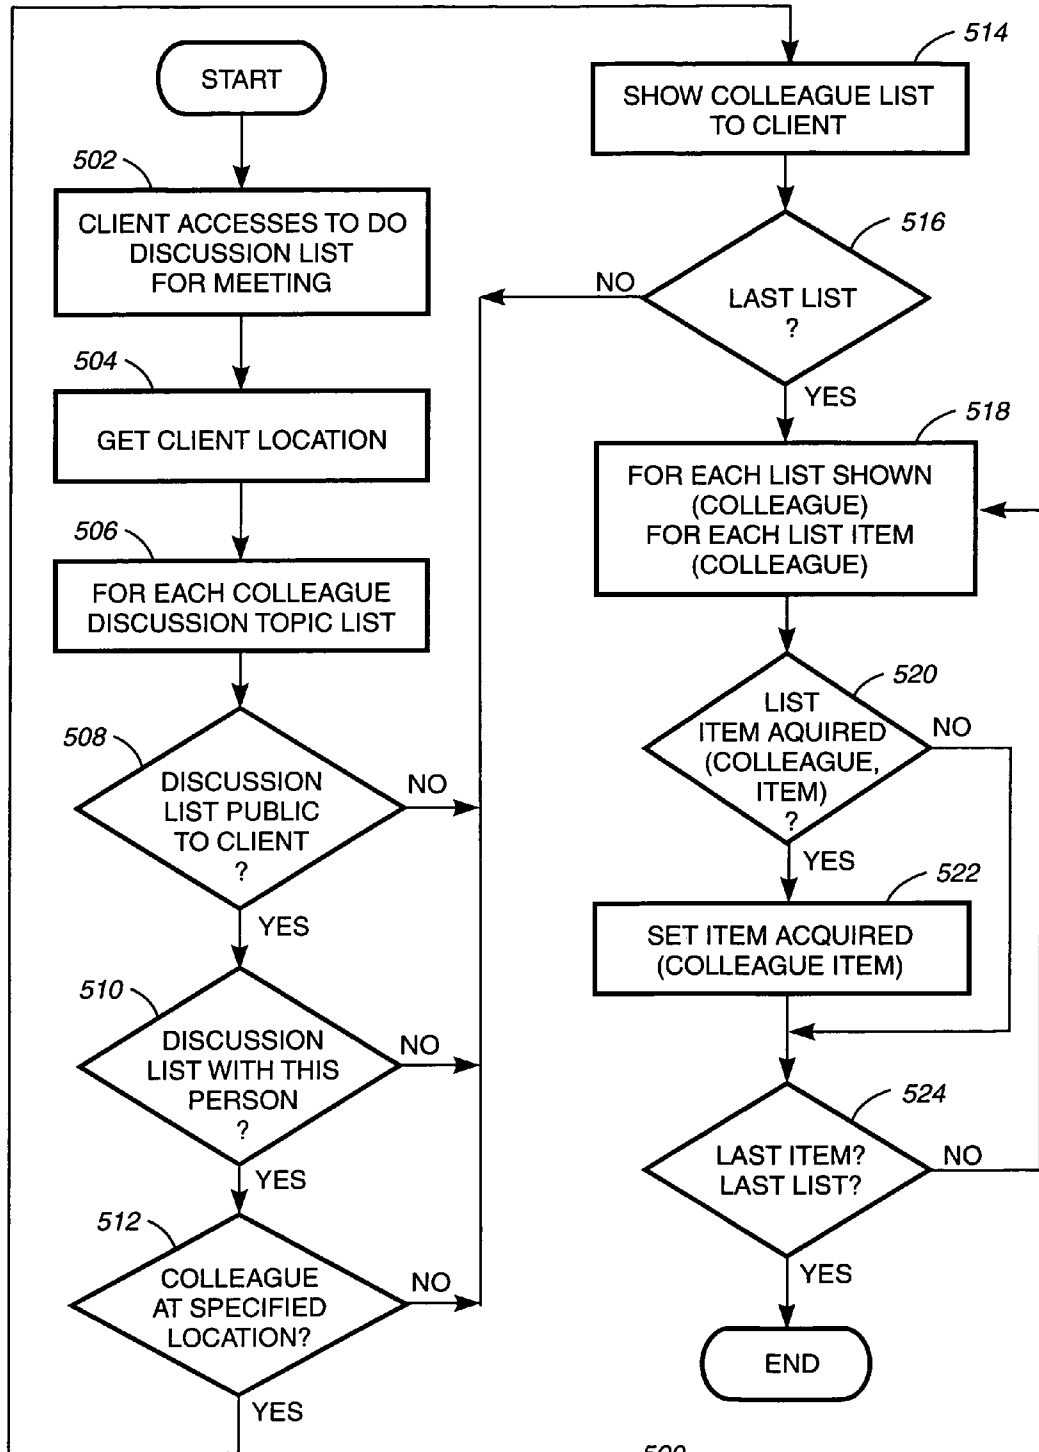 START
502
CLIENT ACCESSES TO DO
DISCUSSION LIST
FOR MEETING
504
GET CLIENT LOCATION
506
FOR EACH COLLEAGUE
DISCUSSION TOPIC LIST
508
DISCUSSION
LIST PUBLIC
TO CLIENT
?
NO
YES
510
DISCUSSION
LIST WITH THIS
PERSON
?
NO
YES
512
COLLEAGUE
AT SPECIFIED
LOCATION?
NO
YES
514
SHOW COLLEAGUE LIST
TO CLIENT
516
LAST LIST
?
NO
YES
518
FOR EACH LIST SHOWN
(COLLEAGUE)
FOR EACH LIST ITEM
(COLLEAGUE)
520
LIST
ITEM AQUIRED
(COLLEAGUE,
ITEM)
?
NO
YES
522
SET ITEM ACQUIRED
(COLLEAGUE ITEM)
524
LAST ITEM?
LAST LIST?
NO
YES
END